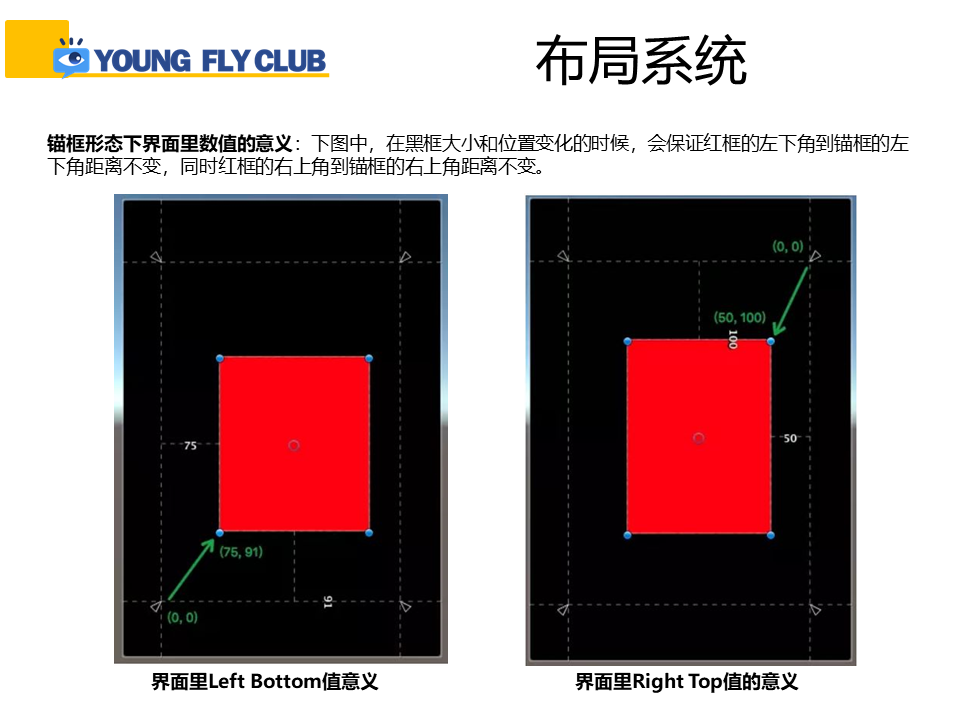 YOUNG FLY CLUB
布局系统
锚框形态下界面里数值的意义：下图中，在黑框大小和位置变化的时候，会保证红框的左下角到锚框的左
下角距离不变，同时红框的右上角到锚框的右上角距离不变。
75
(75, 91)
91
(0, 0)
(0, 0)
(50, 100)
100
50
界面里Left Bottom值意义
界面里Right Top值的意义